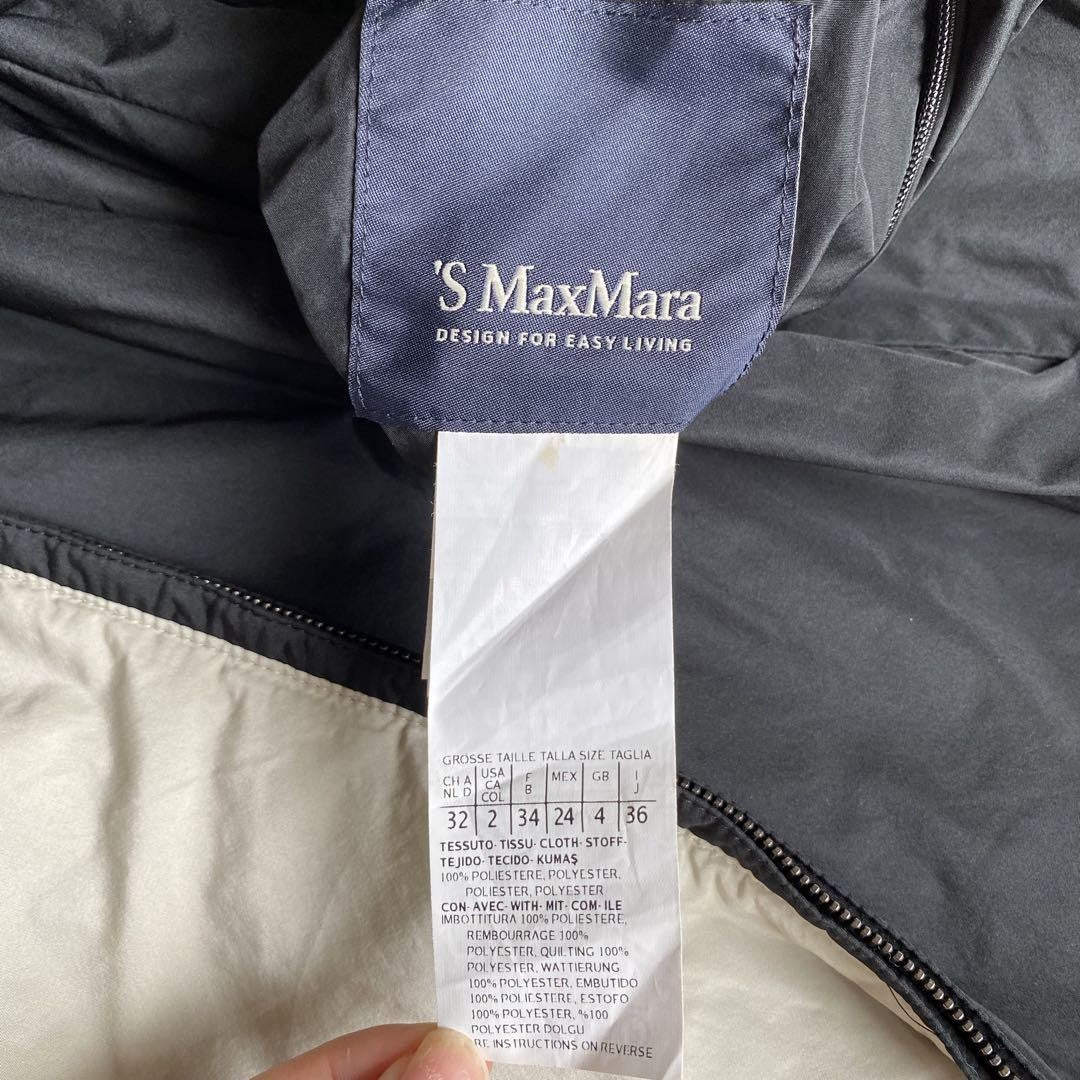 'S MaxMara
DESIGN FOR EASY LIVING
GROSSE TAILLE TALLA SIZE TAGLIA
CH A NL D USA CA COL F B MEX GB I J
32 2 34 24 4 36
TESSUTO· TISSU· CLOTH· STOFF·
TEJIDO· TECIDO· KUMAŞ
100% POLIESTERE, POLYESTER,
POLIESTER, POLYESTER
CON· AVEC· WITH· MIT· COM· ILE
IMBOTTITURA 100% POLIESTERE,
REMBOURRAGE 100%
POLYESTER, QUILTING 100%
POLYESTER, WATTIERUNG
100% POLYESTER, EMBUTIDO
100% POLIESTERE, ESTOFO
100% POLYESTER, %100
POLYESTER DOLGU
INSTRUCTIONS ON REVERSE